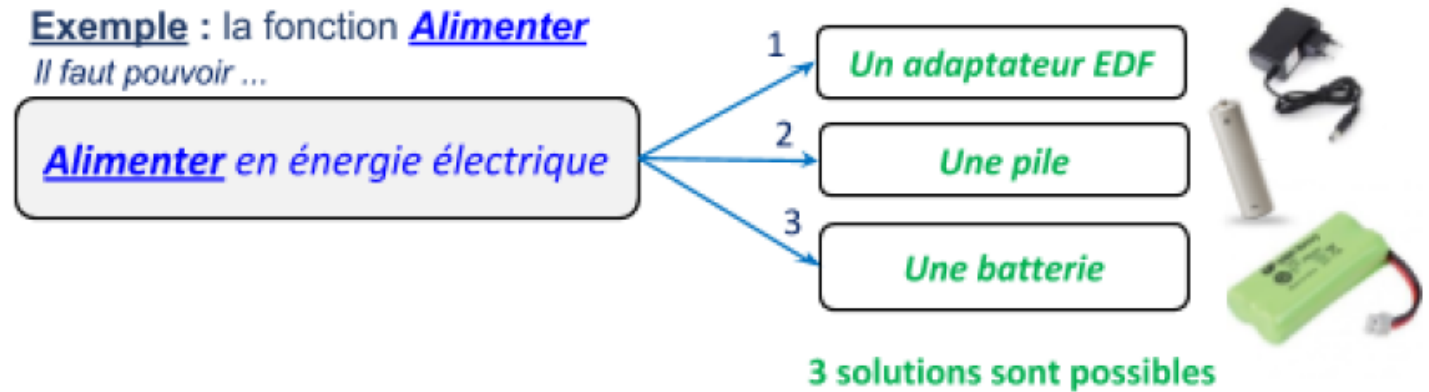 Exemple : la fonction Alimenter
Il faut pouvoir ...
Alimenter en énergie électrique
1
Un adaptateur EDF
2
Une pile
3
Une batterie
3 solutions sont possibles